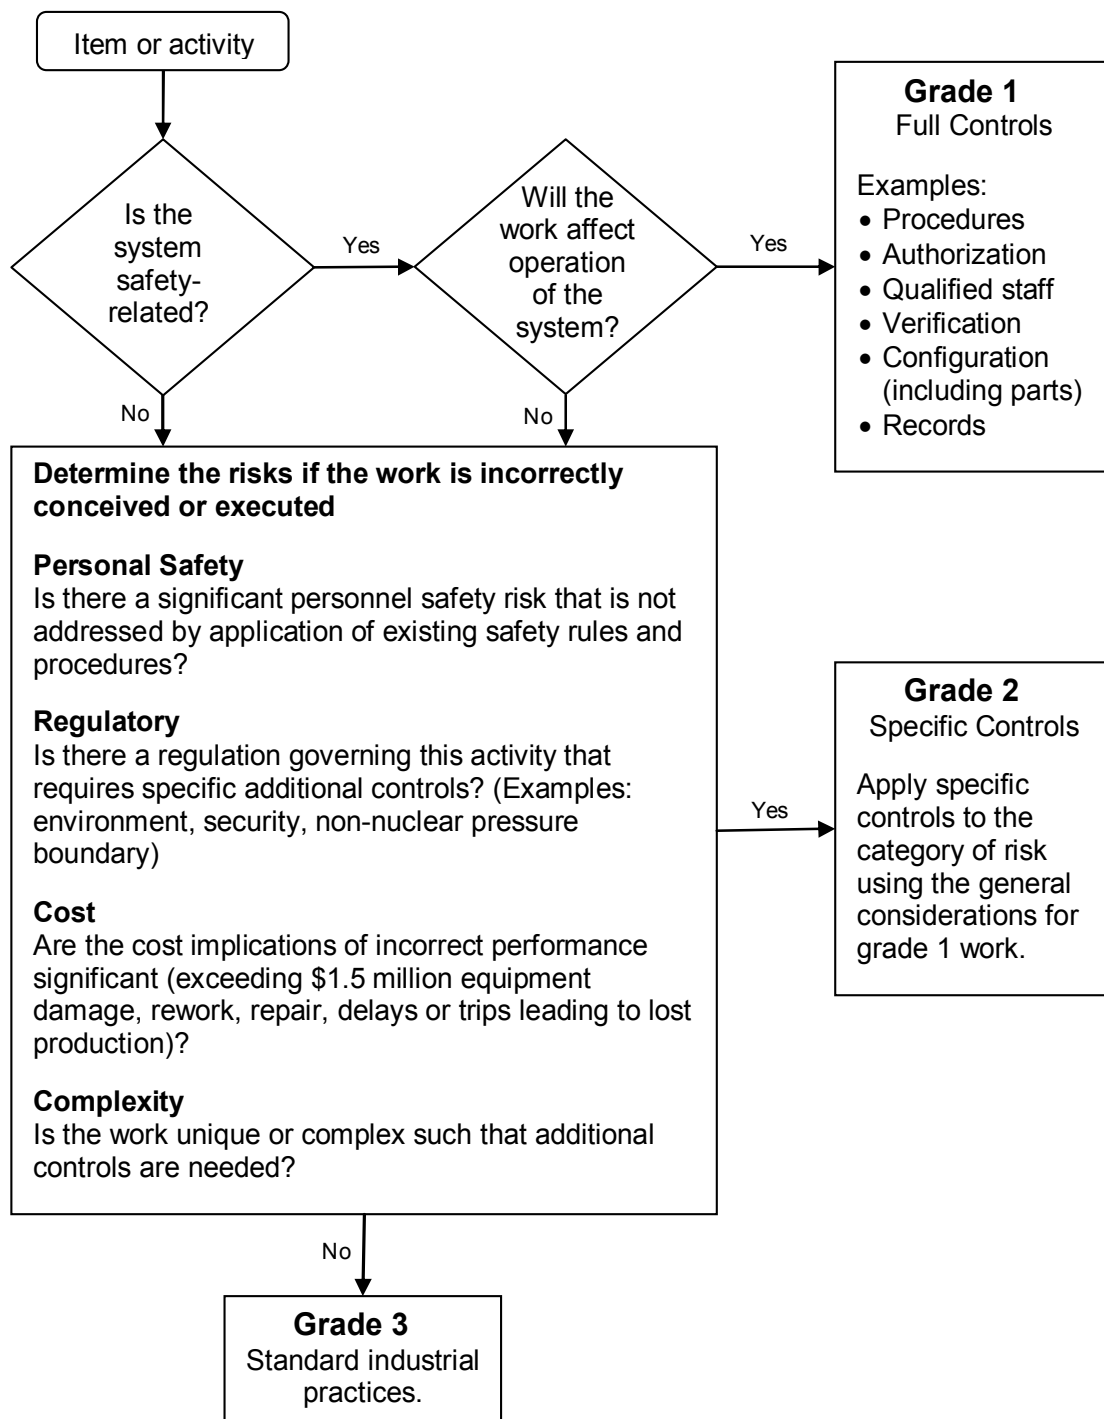 Item or activity
Is the
system
safety-
related?
Yes
No
Will the
work affect
operation
of the
system?
Yes
No
Grade 1
Full Controls
Examples:
• Procedures
• Authorization
• Qualified staff
• Verification
• Configuration
(including parts)
• Records
Determine the risks if the work is incorrectly
conceived or executed
Personal Safety
Is there a significant personnel safety risk that is not
addressed by application of existing safety rules and
procedures?
Regulatory
Is there a regulation governing this activity that
requires specific additional controls? (Examples:
environment, security, non-nuclear pressure
boundary)
Cost
Are the cost implications of incorrect performance
significant (exceeding $1.5 million equipment
damage, rework, repair, delays or trips leading to lost
production)?
Complexity
Is the work unique or complex such that additional
controls are needed?
Yes
Grade 2
Specific Controls
Apply specific
controls to the
category of risk
using the general
considerations for
grade 1 work.
No
Grade 3
Standard industrial
practices.